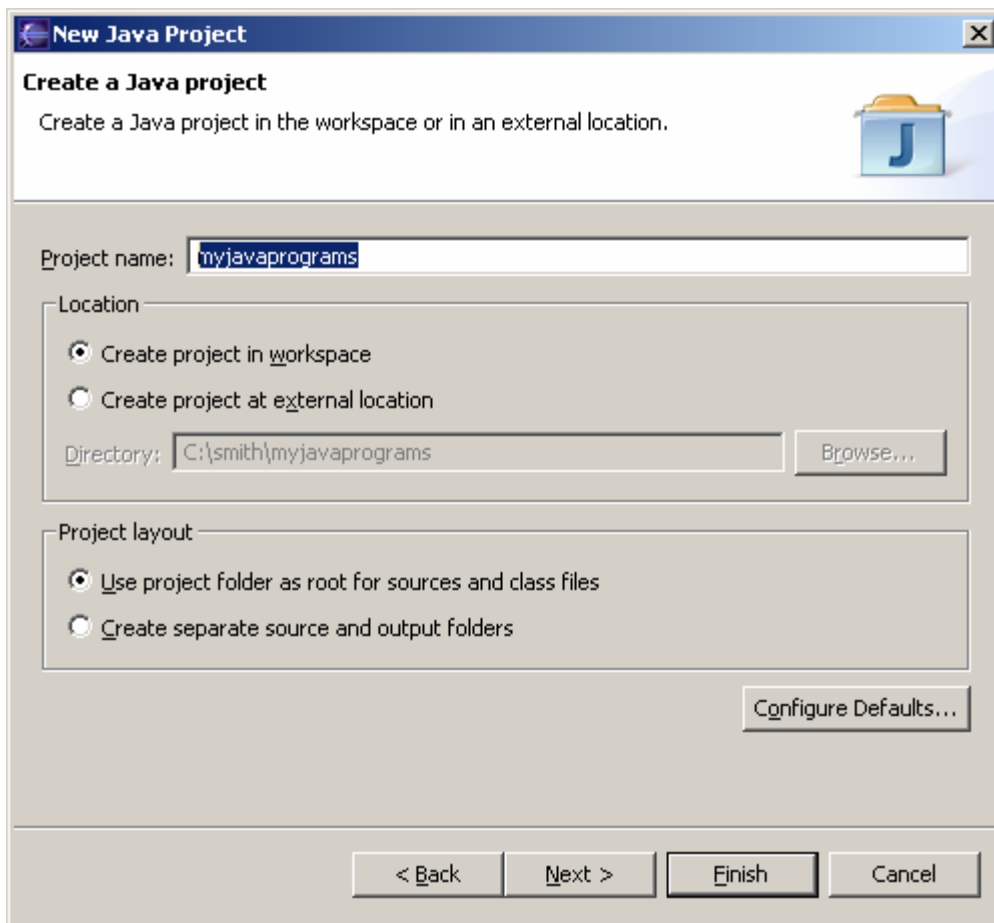 New Java Project
Create a Java project
Create a Java project in the workspace or in an external location.
J
Project name: myjavaprograms
Location
Create project in workspace
Create project at external location
Directory: C:\smith\myjavaprograms Browse...
Project layout
Use project folder as root for sources and class files
Create separate source and output folders
Configure Defaults...
< Back Next > Finish Cancel